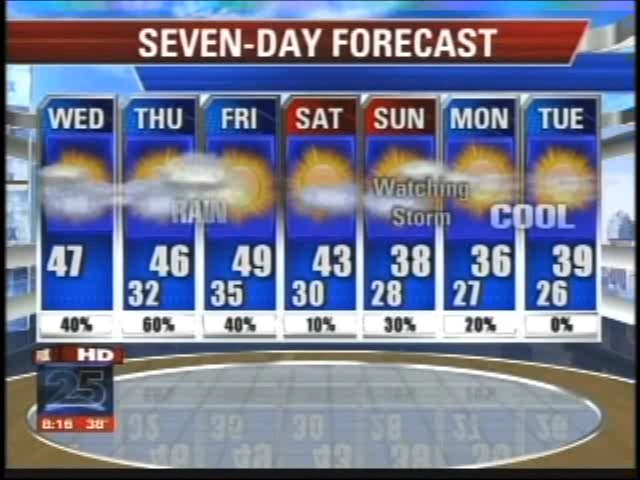 SEVEN-DAY FORECAST
WED THU FRI SAT SUN MON TUE
RAIN
Watching
Storm
COOL
47 46 49 43 38 36 39
32 35 30 28 27 26
40% 60% 40% 10% 30% 20% 0%
FOX HD
25
8:16 38°